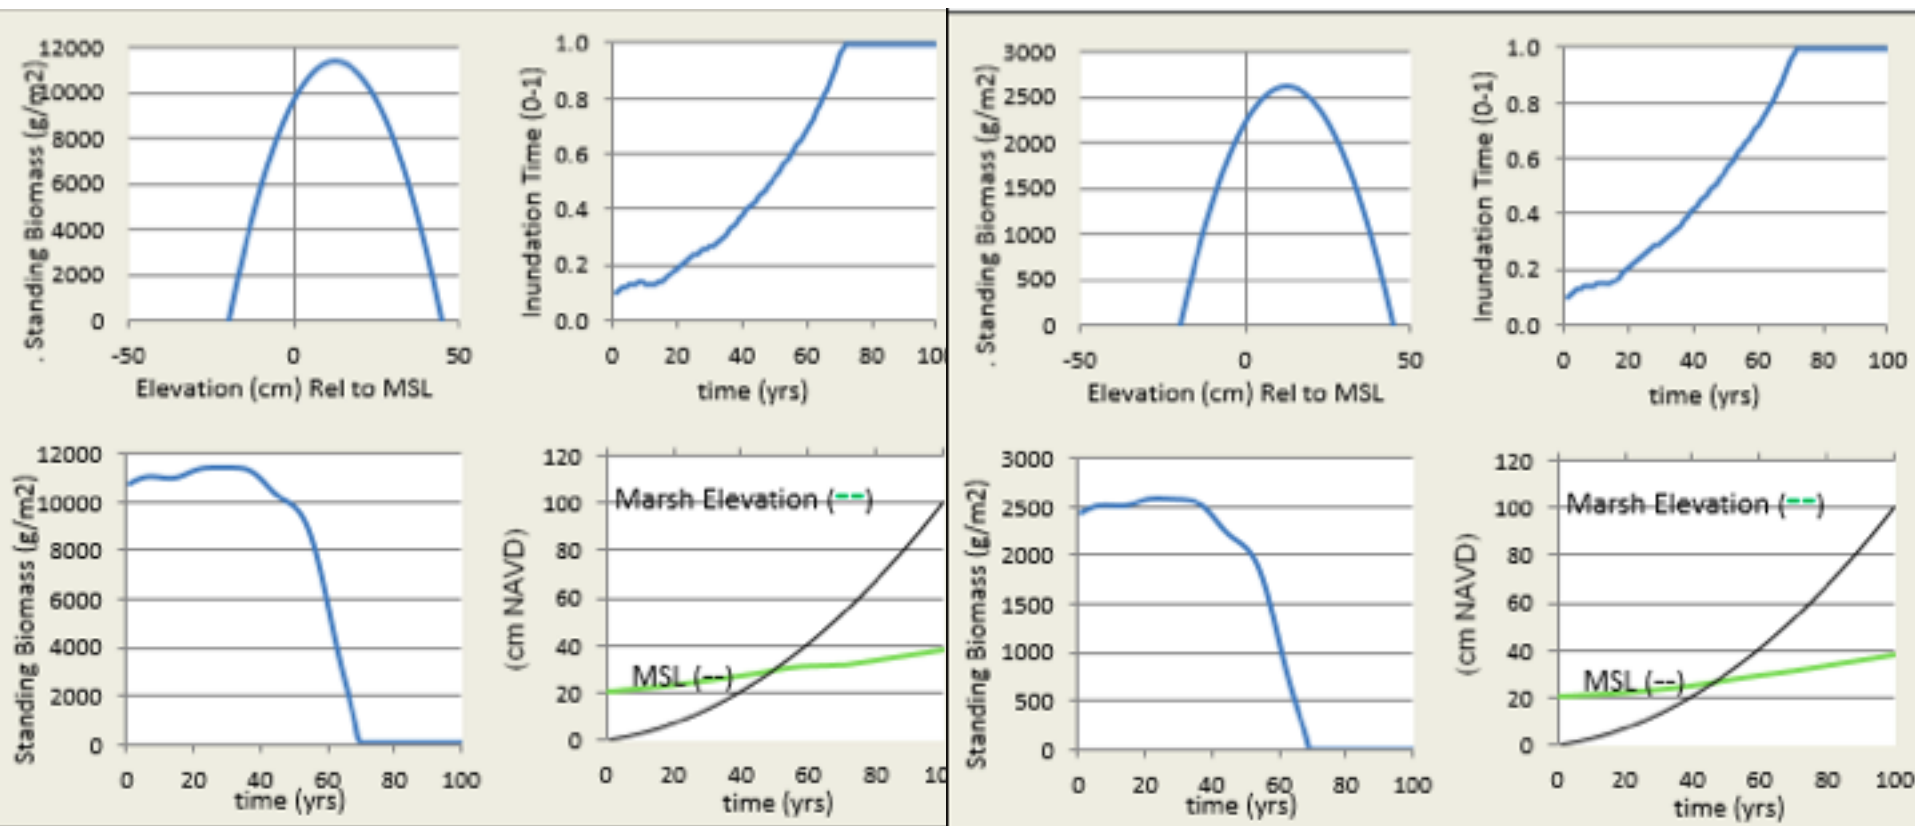 . Standing Biomass (g/m2)
12000
10000
8000
6000
4000
2000
0
-50 0 50
Elevation (cm) Rel to MSL
Inundation Time (0-1)
1.0
0.8
0.6
0.4
0.2
0.0
0 20 40 60 80 100
time (yrs)
. Standing Biomass (g/m2)
3000
2500
2000
1500
1000
500
0
-50 0 50
Elevation (cm) Rel to MSL
Inundation Time (0-1)
1.0
0.8
0.6
0.4
0.2
0.0
0 20 40 60 80 100
time (yrs)
Standing Biomass (g/m2)
12000
10000
8000
6000
4000
2000
0
0 20 40 60 80 100
time (yrs)
(cm NAVD)
120
100
80
60
40
20
0
Marsh Elevation (--)
MSL (--)
0 20 40 60 80 10
time (yrs)
Standing Biomass (g/m2)
3000
2500
2000
1500
1000
500
0
0 20 40 60 80 100
time (yrs)
(cm NAVD)
120
100
80
60
40
20
0
Marsh Elevation (--)
MSL (--)
0 20 40 60 80 100
time (yrs)